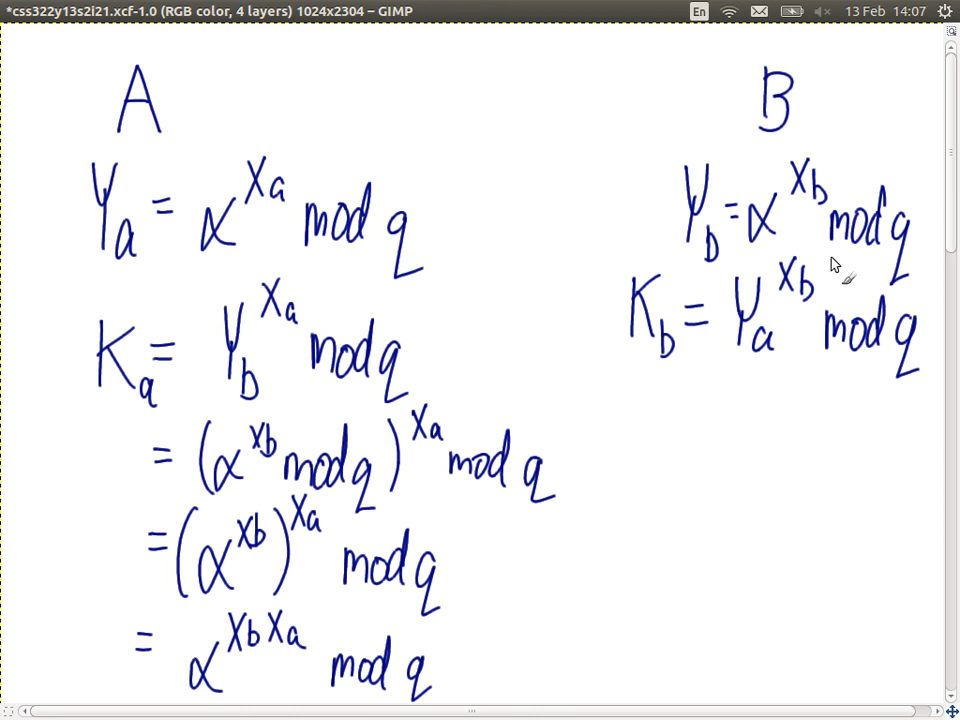 *css322y13s2i21.xcf-1.0 (RGB color, 4 layers) 1024x2304 – GIMP
En 13 Feb 14:07
A
Ya = α^Xa mod q
Ka = Yb^Xa mod q
= (α^Xb mod q)^Xa mod q
= (α^Xb)^Xa mod q
= α^XbXa mod q
B
Yb = α^Xb mod q
Kb = Ya^Xb mod q